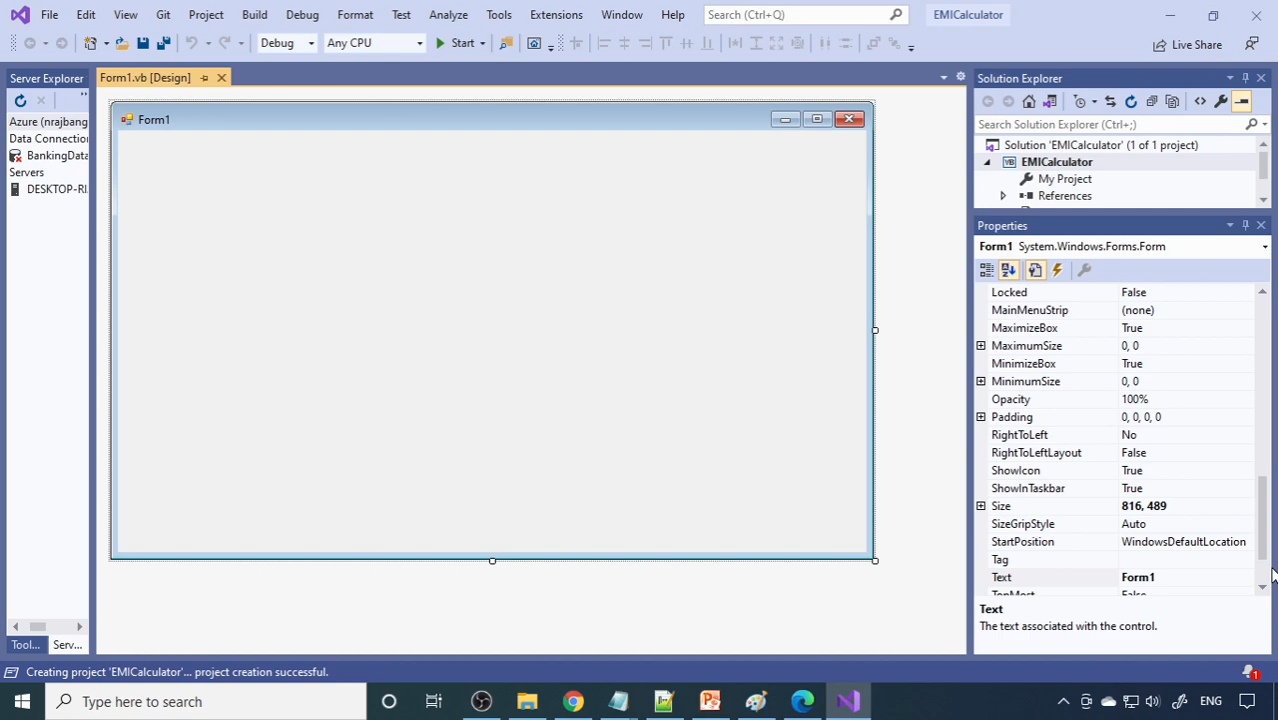 File Edit View Git Project Build Debug Format Test Analyze Tools Extensions Window Help Search (Ctrl+Q) EMICalculator
Debug Any CPU Start Live Share
Server Explorer
Azure (nrajbang
Data Connection
BankingData
Servers
DESKTOP-RI
Tool... Serv...
Form1.vb [Design]
Form1
Solution Explorer
Search Solution Explorer (Ctrl+;)
Solution 'EMICalculator' (1 of 1 project)
VB EMICalculator
My Project
References
Properties
Form1 System.Windows.Forms.Form
Locked False
MainMenuStrip (none)
MaximizeBox True
MaximumSize 0, 0
MinimizeBox True
MinimumSize 0, 0
Opacity 100%
Padding 0, 0, 0, 0
RightToLeft No
RightToLeftLayout False
ShowIcon True
ShowInTaskbar True
Size 816, 489
SizeGripStyle Auto
StartPosition WindowsDefaultLocation
Tag
Text Form1
TopMost False
Text
The text associated with the control.
Creating project 'EMICalculator'... project creation successful. 1
Type here to search ENG